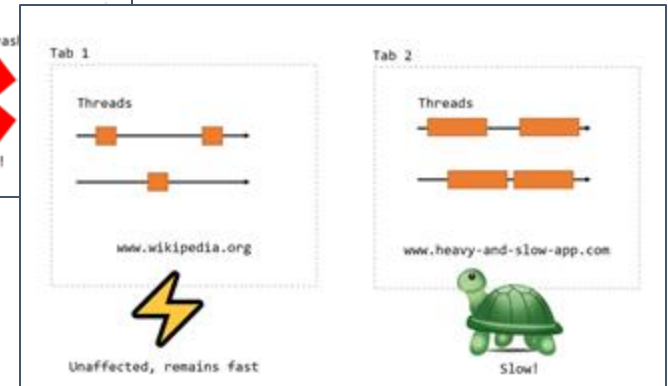 Tab 1
Threads
www.wikipedia.org
Unaffected, remains fast
Tab 2
Threads
www.heavy-and-slow-app.com
Slow!